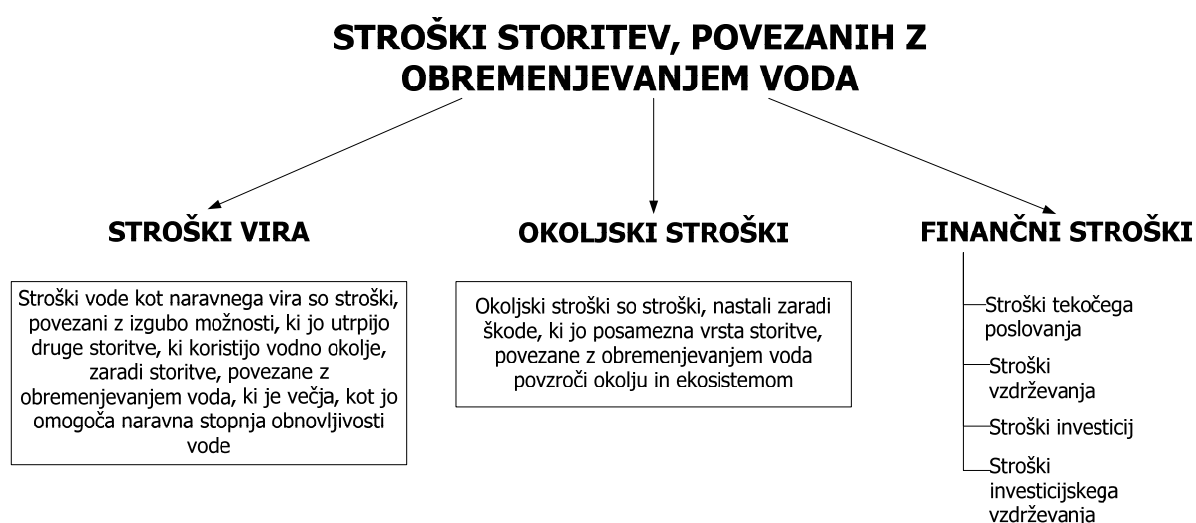 STROŠKI STORITEV, POVEZANIH Z
OBREMENJEVANJEM VODA
STROŠKI VIRA
Stroški vode kot naravnega vira so stroški,
povezani z izgubo možnosti, ki jo utrpijo
druge storitve, ki koristijo vodno okolje,
zaradi storitve, povezane z
obremenjevanjem voda, ki je večja, kot jo
omogoča naravna stopnja obnovljivosti
vode
OKOLJSKI STROŠKI
Okoljski stroški so stroški, nastali zaradi
škode, ki jo posamezna vrsta storitve,
povezane z obremenjevanjem voda
povzroči okolju in ekosistemom
FINANČNI STROŠKI
Stroški tekočega
poslovanja
Stroški
vzdrževanja
Stroški investicij
Stroški
investicijskega
vzdrževanja